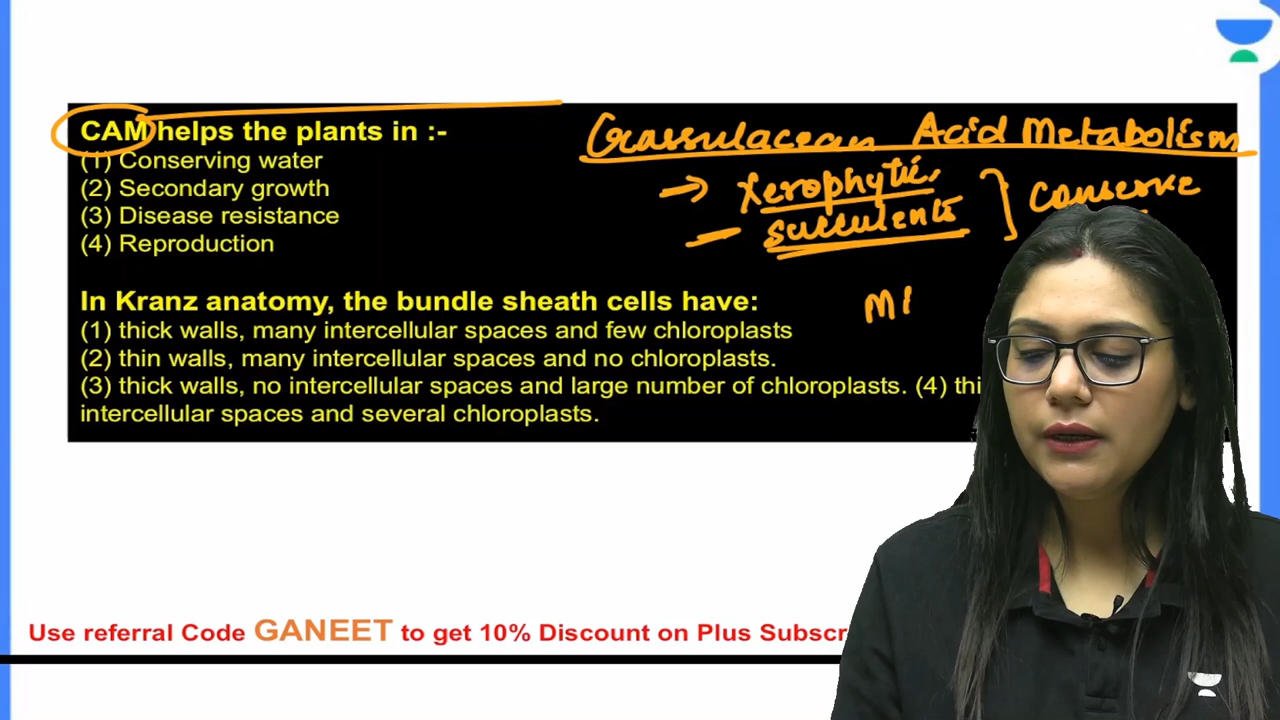 CAM helps the plants in :-
(1) Conserving water
(2) Secondary growth
(3) Disease resistance
(4) Reproduction
Crassulacean Acid Metabolism
→ Xerophytic,
- succulents } conserve
In Kranz anatomy, the bundle sheath cells have:
(1) thick walls, many intercellular spaces and few chloroplasts
(2) thin walls, many intercellular spaces and no chloroplasts.
(3) thick walls, no intercellular spaces and large number of chloroplasts. (4)
intercellular spaces and several chloroplasts.
Use referral Code GANEET to get 10% Discount on Plus